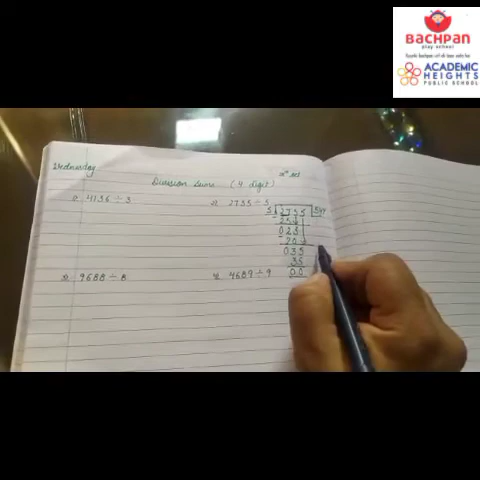 BACHPAN
play school
ACADEMIC
HEIGHTS
PUBLIC SCHOOL
Wednesday
Division Sums (4 digit)
1) 4136 ÷ 3
2) 2735 ÷ 5
5 2735 547
25
023
20
035
35
00
3) 9688 ÷ 8
4) 4689 ÷ 9